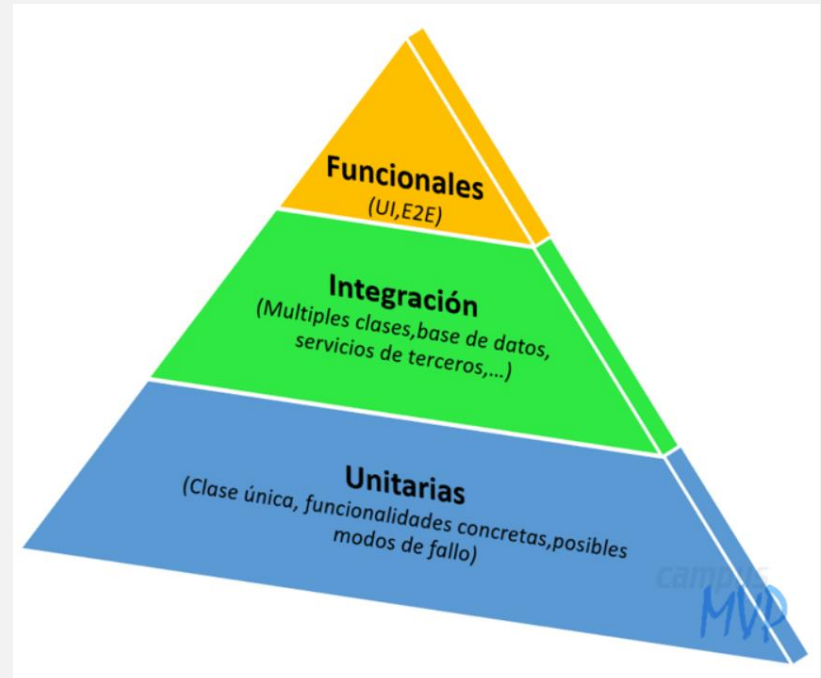 Funcionales
(UI,E2E)
Integración
(Multiples clases,base de datos,
servicios de terceros,...)
Unitarias
(Clase única, funcionalidades concretas,posibles
modos de fallo)
campus
MVP